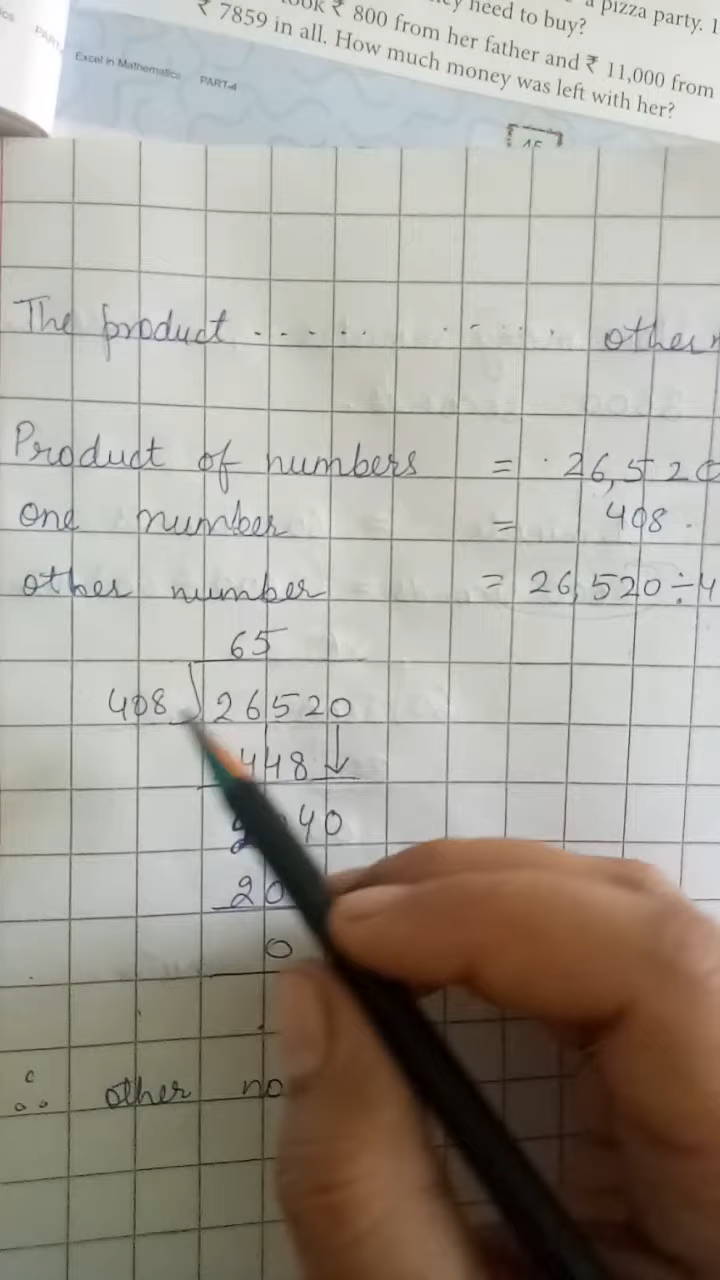 need to buy?
a pizza party.
₹ 800 from her father and ₹ 11,000 from
₹ 7859 in all. How much money was left with her?
Excel in Mathematics PART-4
The product . . . . . . . . . other
Product of numbers = 26,520
one number = 408.
other number = 26,520 ÷ 4
65
408 26520
448
40
20
0
∴ other no